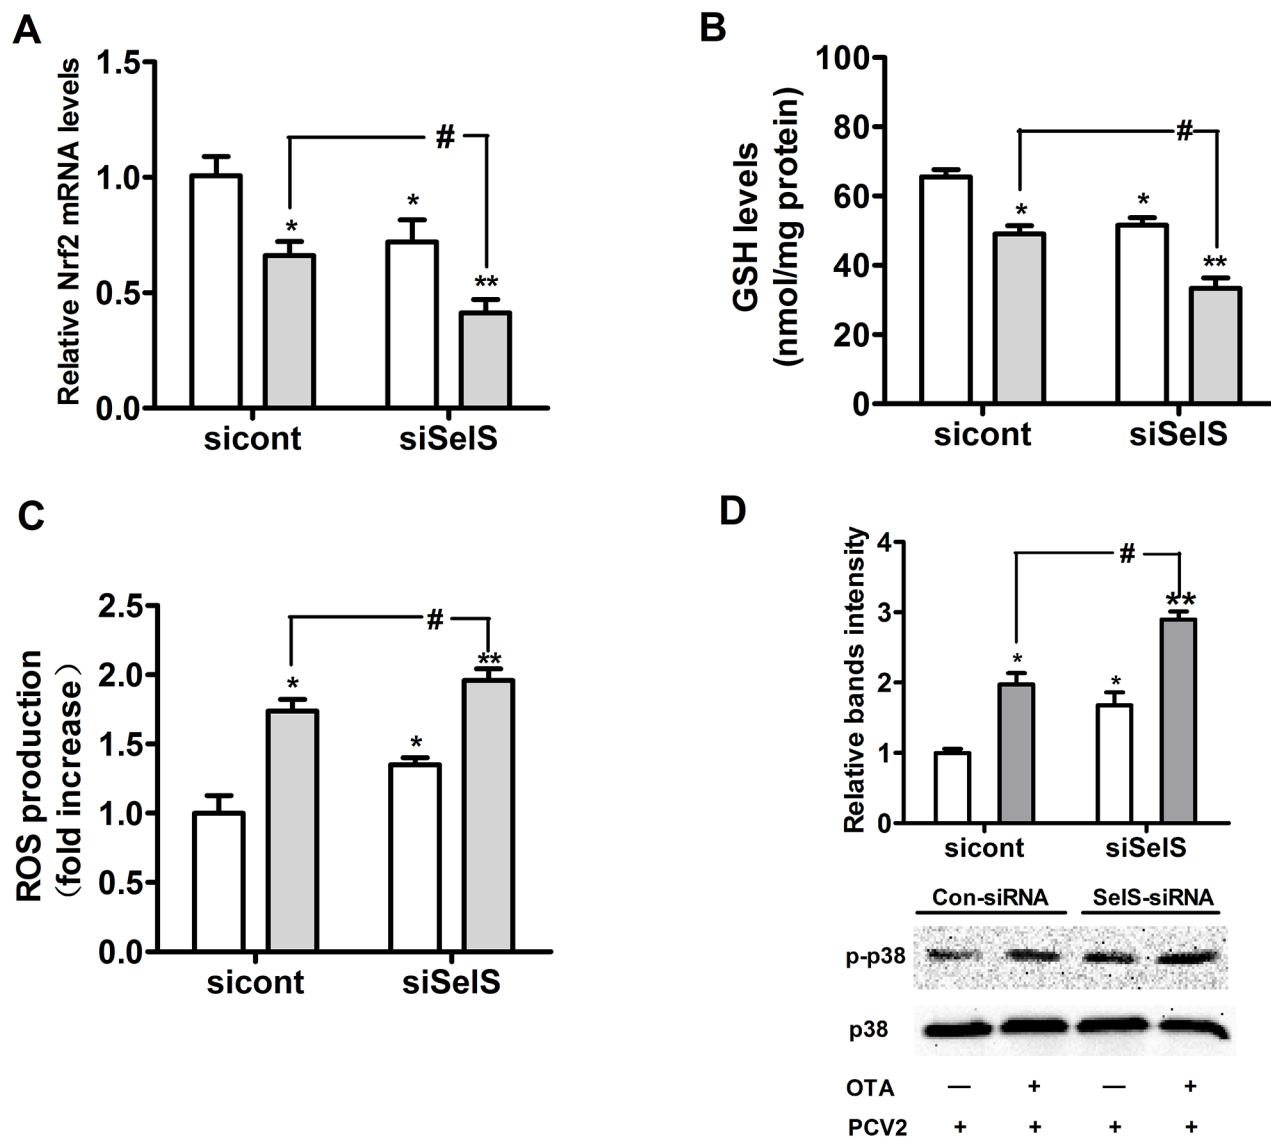 A
Relative Nrf2 mRNA levels
1.5
1.0
0.5
0.0
#
*
*
**
sicont
siSelS
B
GSH levels
(nmol/mg protein)
100
80
60
40
20
0
#
*
*
**
sicont
siSelS
C
ROS production
(fold increase)
2.5
2.0
1.5
1.0
0.5
0.0
#
*
*
**
sicont
siSelS
D
Relative bands intensity
4
3
2
1
0
#
*
*
**
sicont
siSelS
Con-siRNA SelS-siRNA
p-p38
p38
OTA — + — +
PCV2 + + + +